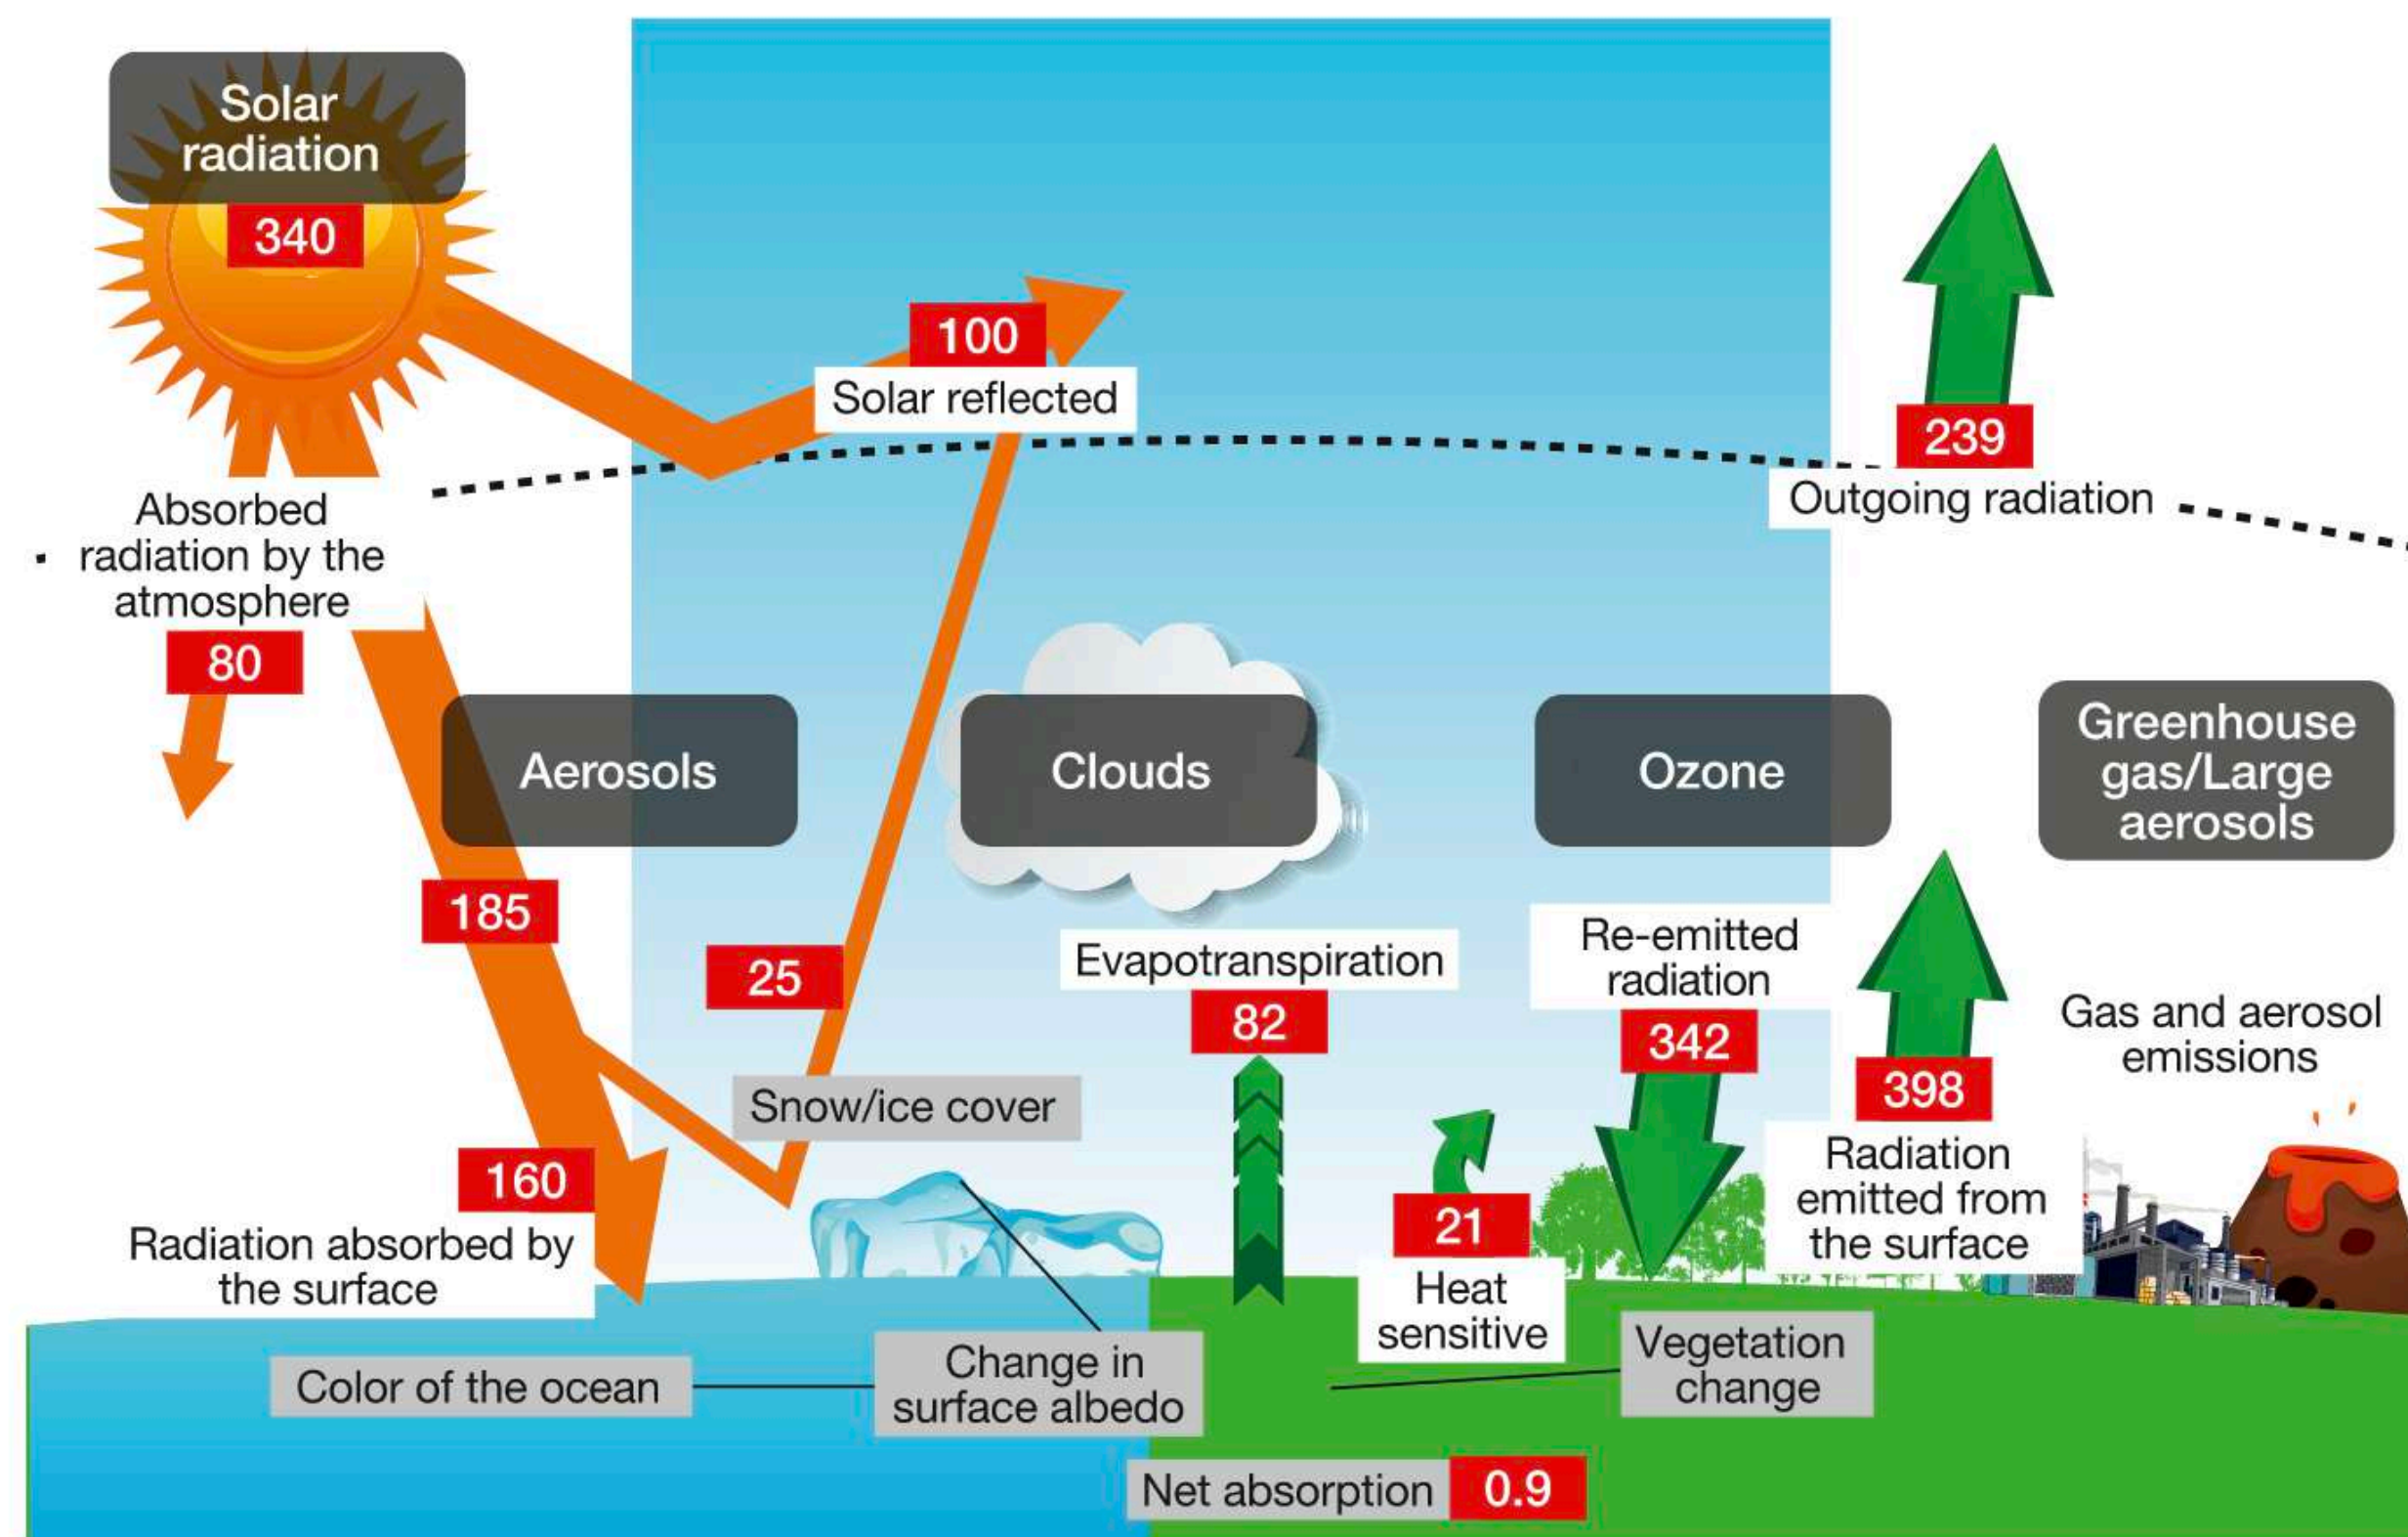 Solar
radiation
340
100
Solar reflected
239
Outgoing radiation
Absorbed
radiation by the
atmosphere
80
Aerosols
Clouds
Ozone
Greenhouse
gas/Large
aerosols
185
25
Evapotranspiration
82
Re-emitted
radiation
342
398
Radiation
emitted from
the surface
Gas and aerosol
emissions
Snow/ice cover
160
Radiation absorbed by
the surface
21
Heat
sensitive
Color of the ocean
Change in
surface albedo
Vegetation
change
Net absorption 0.9